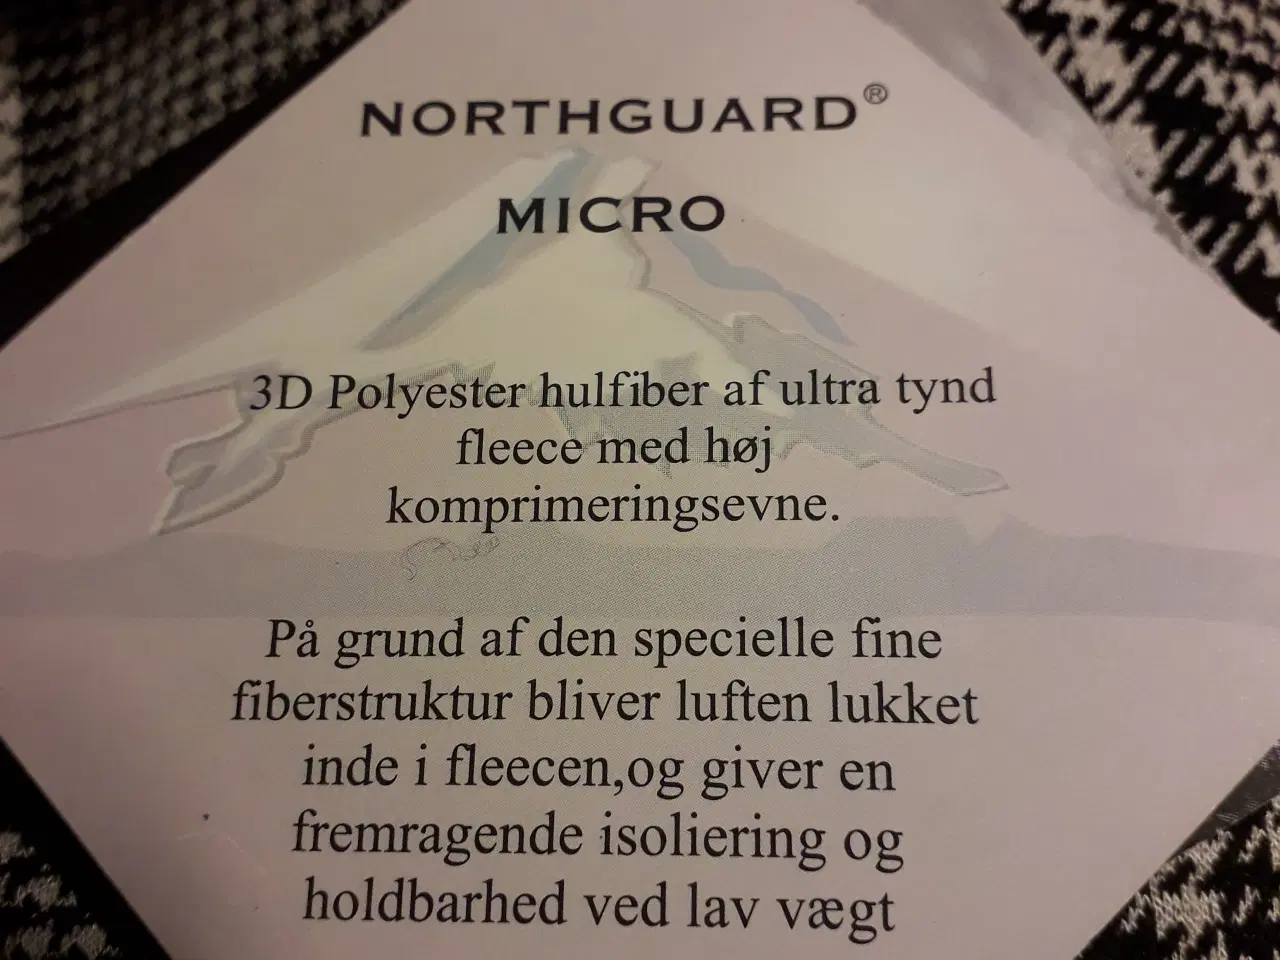 NORTHGUARD®
MICRO
3D Polyester hulfiber af ultra tynd
fleece med høj
komprimeringsevne.
På grund af den specielle fine
fiberstruktur bliver luften lukket
inde i fleecen,og giver en
fremragende isoliering og
holdbarhed ved lav vægt